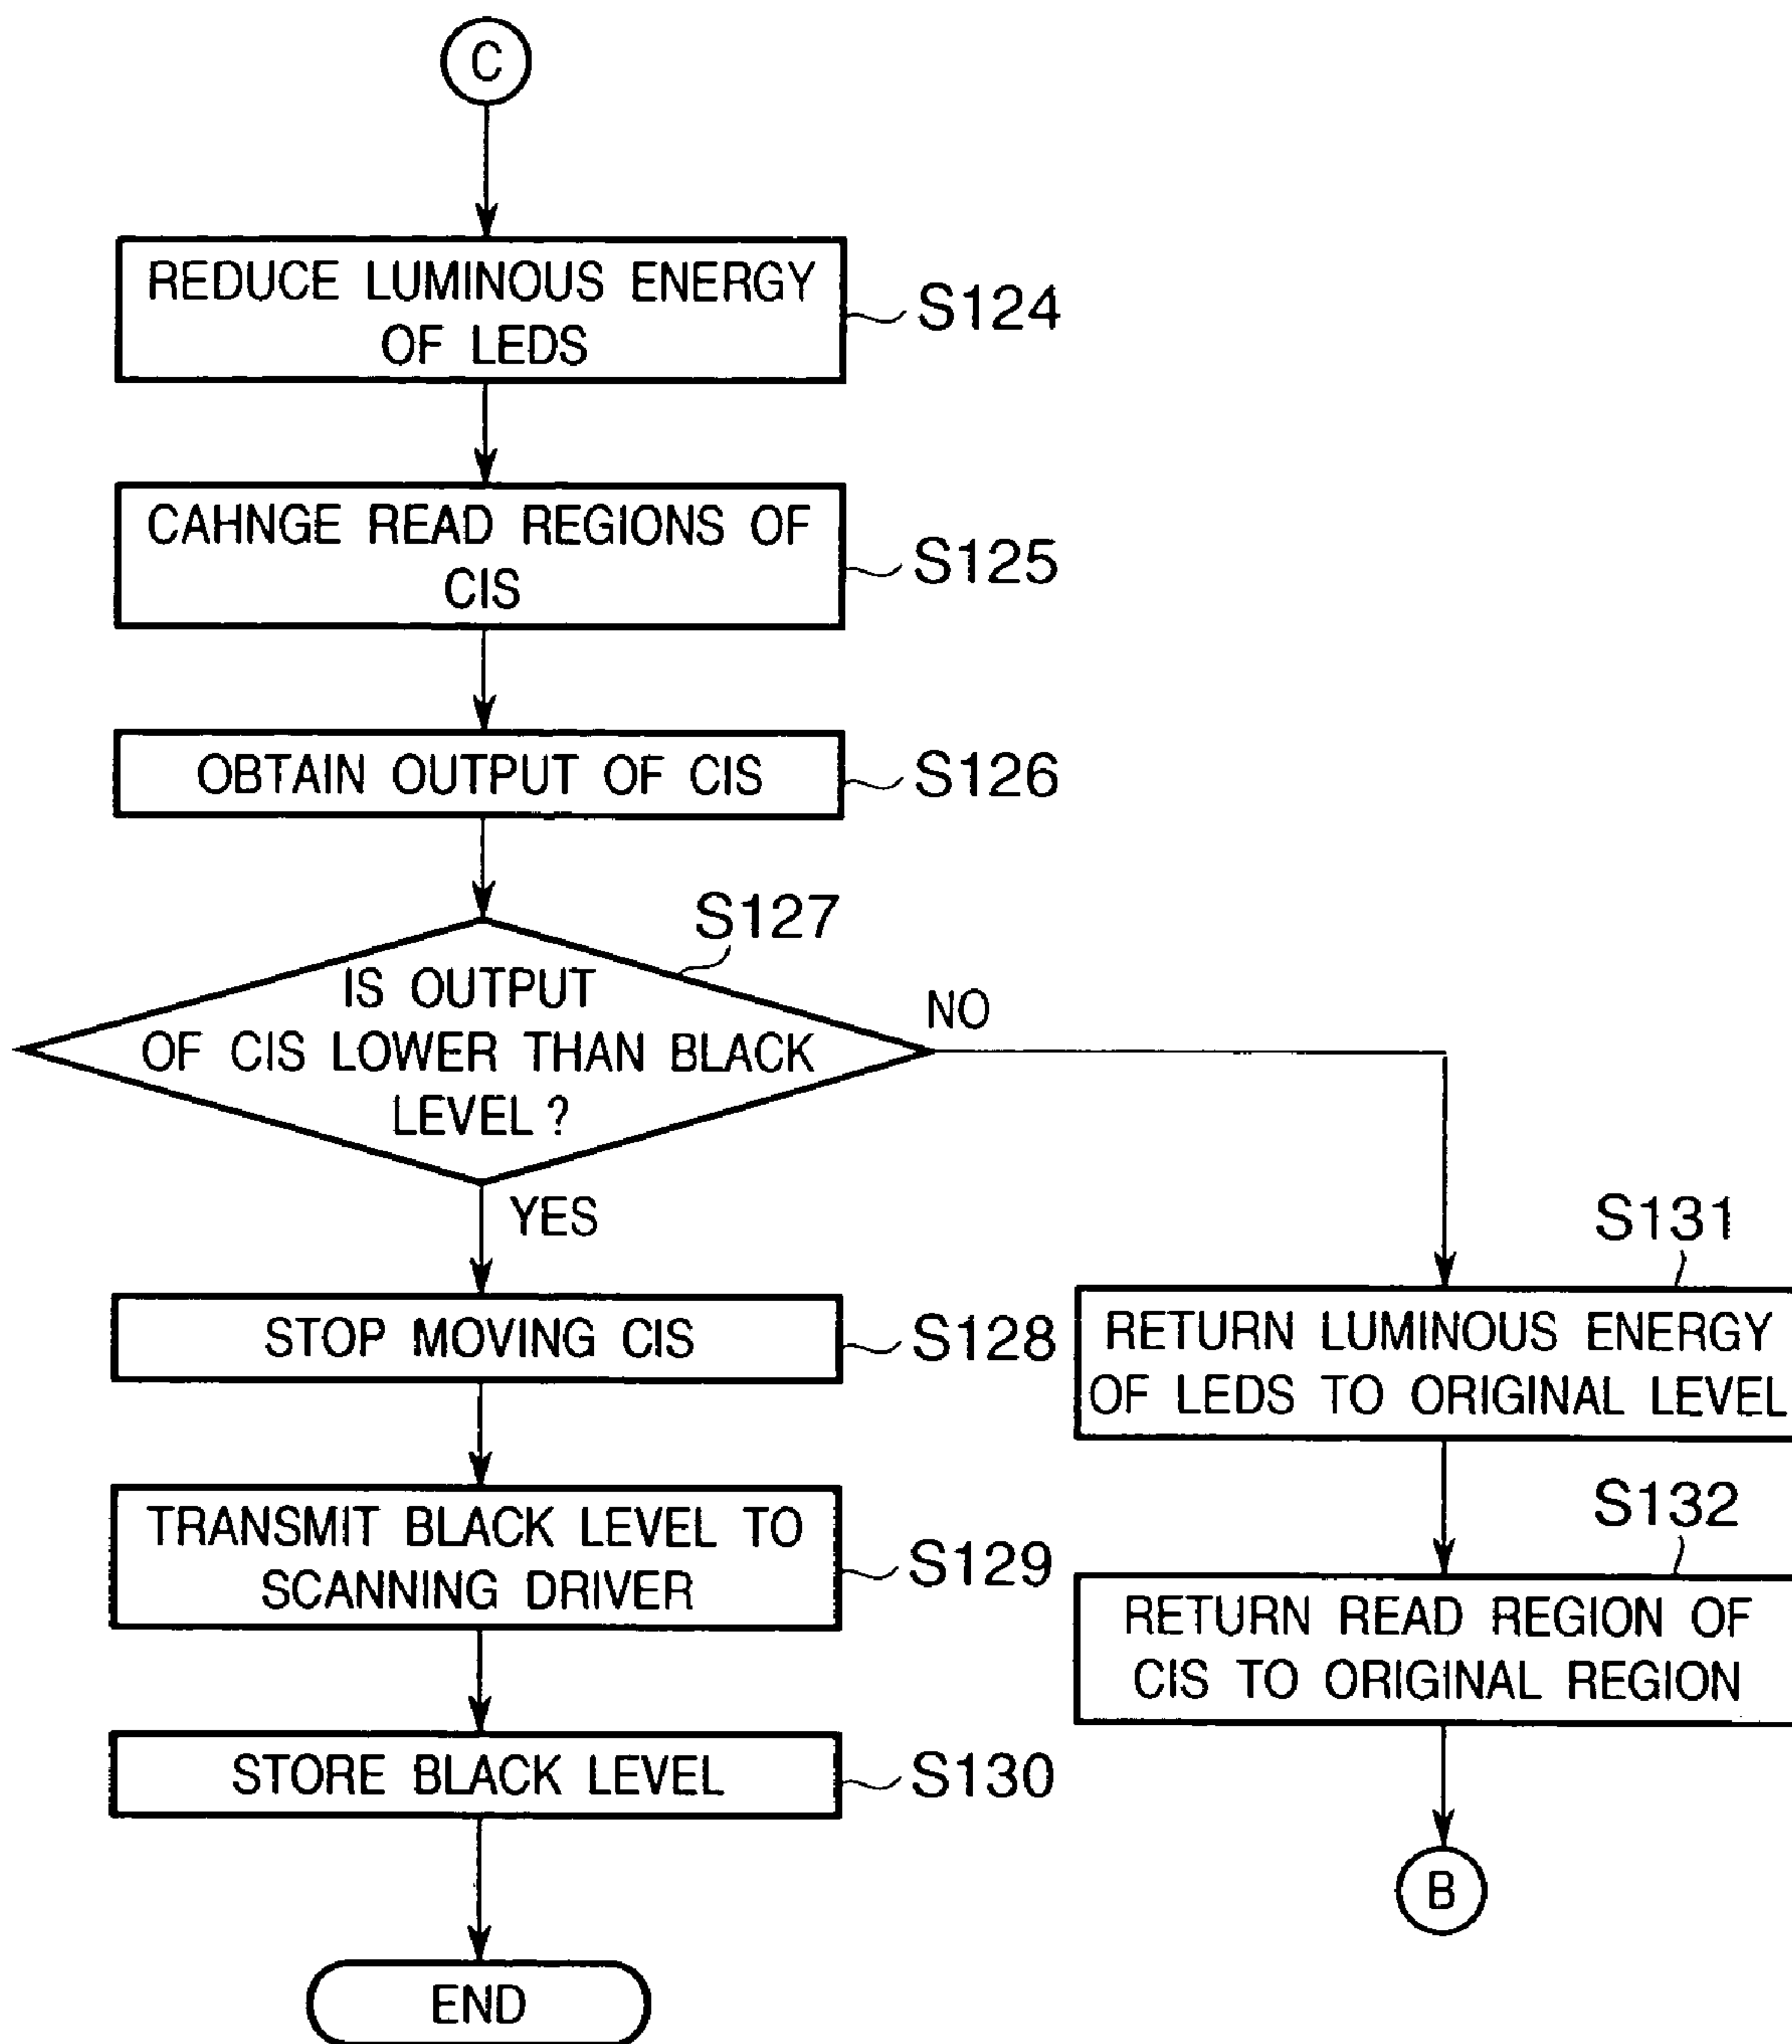 C
REDUCE LUMINOUS ENERGY
OF LEDS
S124
CAHNGE READ REGIONS OF
CIS
S125
OBTAIN OUTPUT OF CIS
S126
S127
IS OUTPUT
OF CIS LOWER THAN BLACK
LEVEL?
NO
YES
STOP MOVING CIS
S128
TRANSMIT BLACK LEVEL TO
SCANNING DRIVER
S129
STORE BLACK LEVEL
S130
END
S131
RETURN LUMINOUS ENERGY
OF LEDS TO ORIGINAL LEVEL
S132
RETURN READ REGION OF
CIS TO ORIGINAL REGION
B